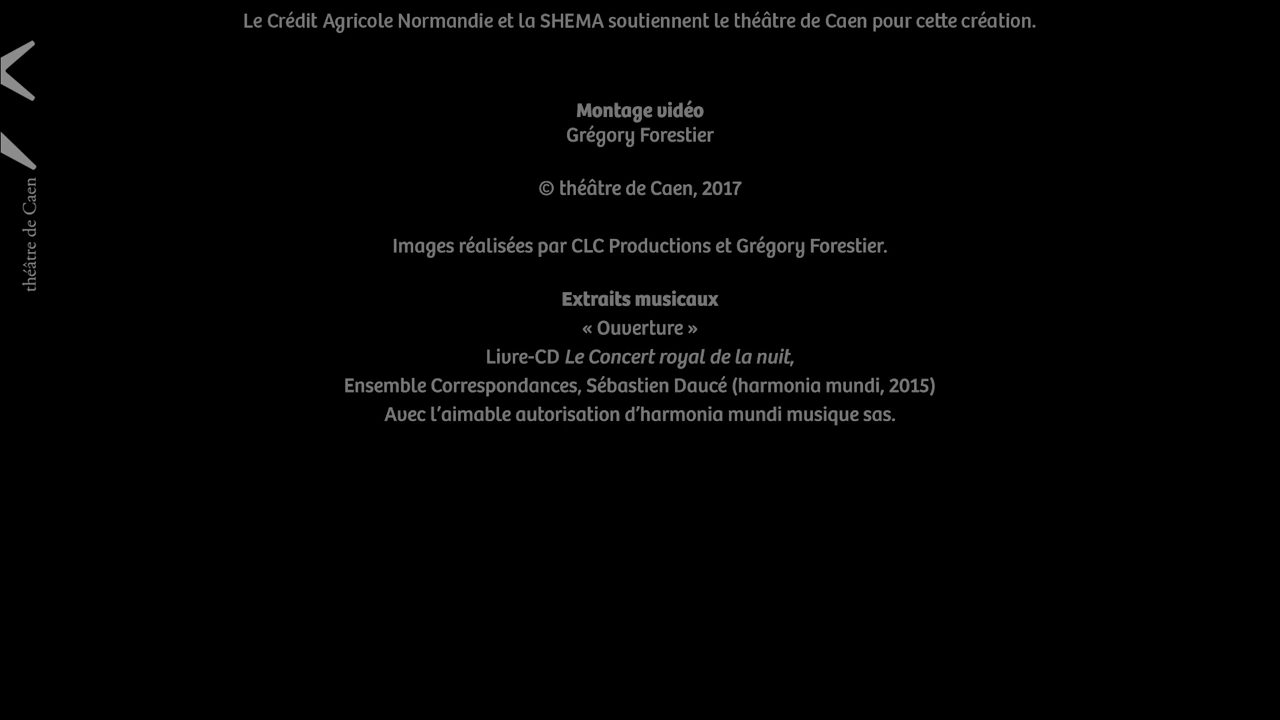 Le Crédit Agricole Normandie et la SHEMA soutiennent le théâtre de Caen pour cette création.
théâtre de Caen
Montage vidéo
Grégory Forestier
© théâtre de Caen, 2017
Images réalisées par CLC Productions et Grégory Forestier.
Extraits musicaux
« Ouverture »
Livre-CD Le Concert royal de la nuit,
Ensemble Correspondances, Sébastien Daucé (harmonia mundi, 2015)
Avec l’aimable autorisation d’harmonia mundi musique sas.